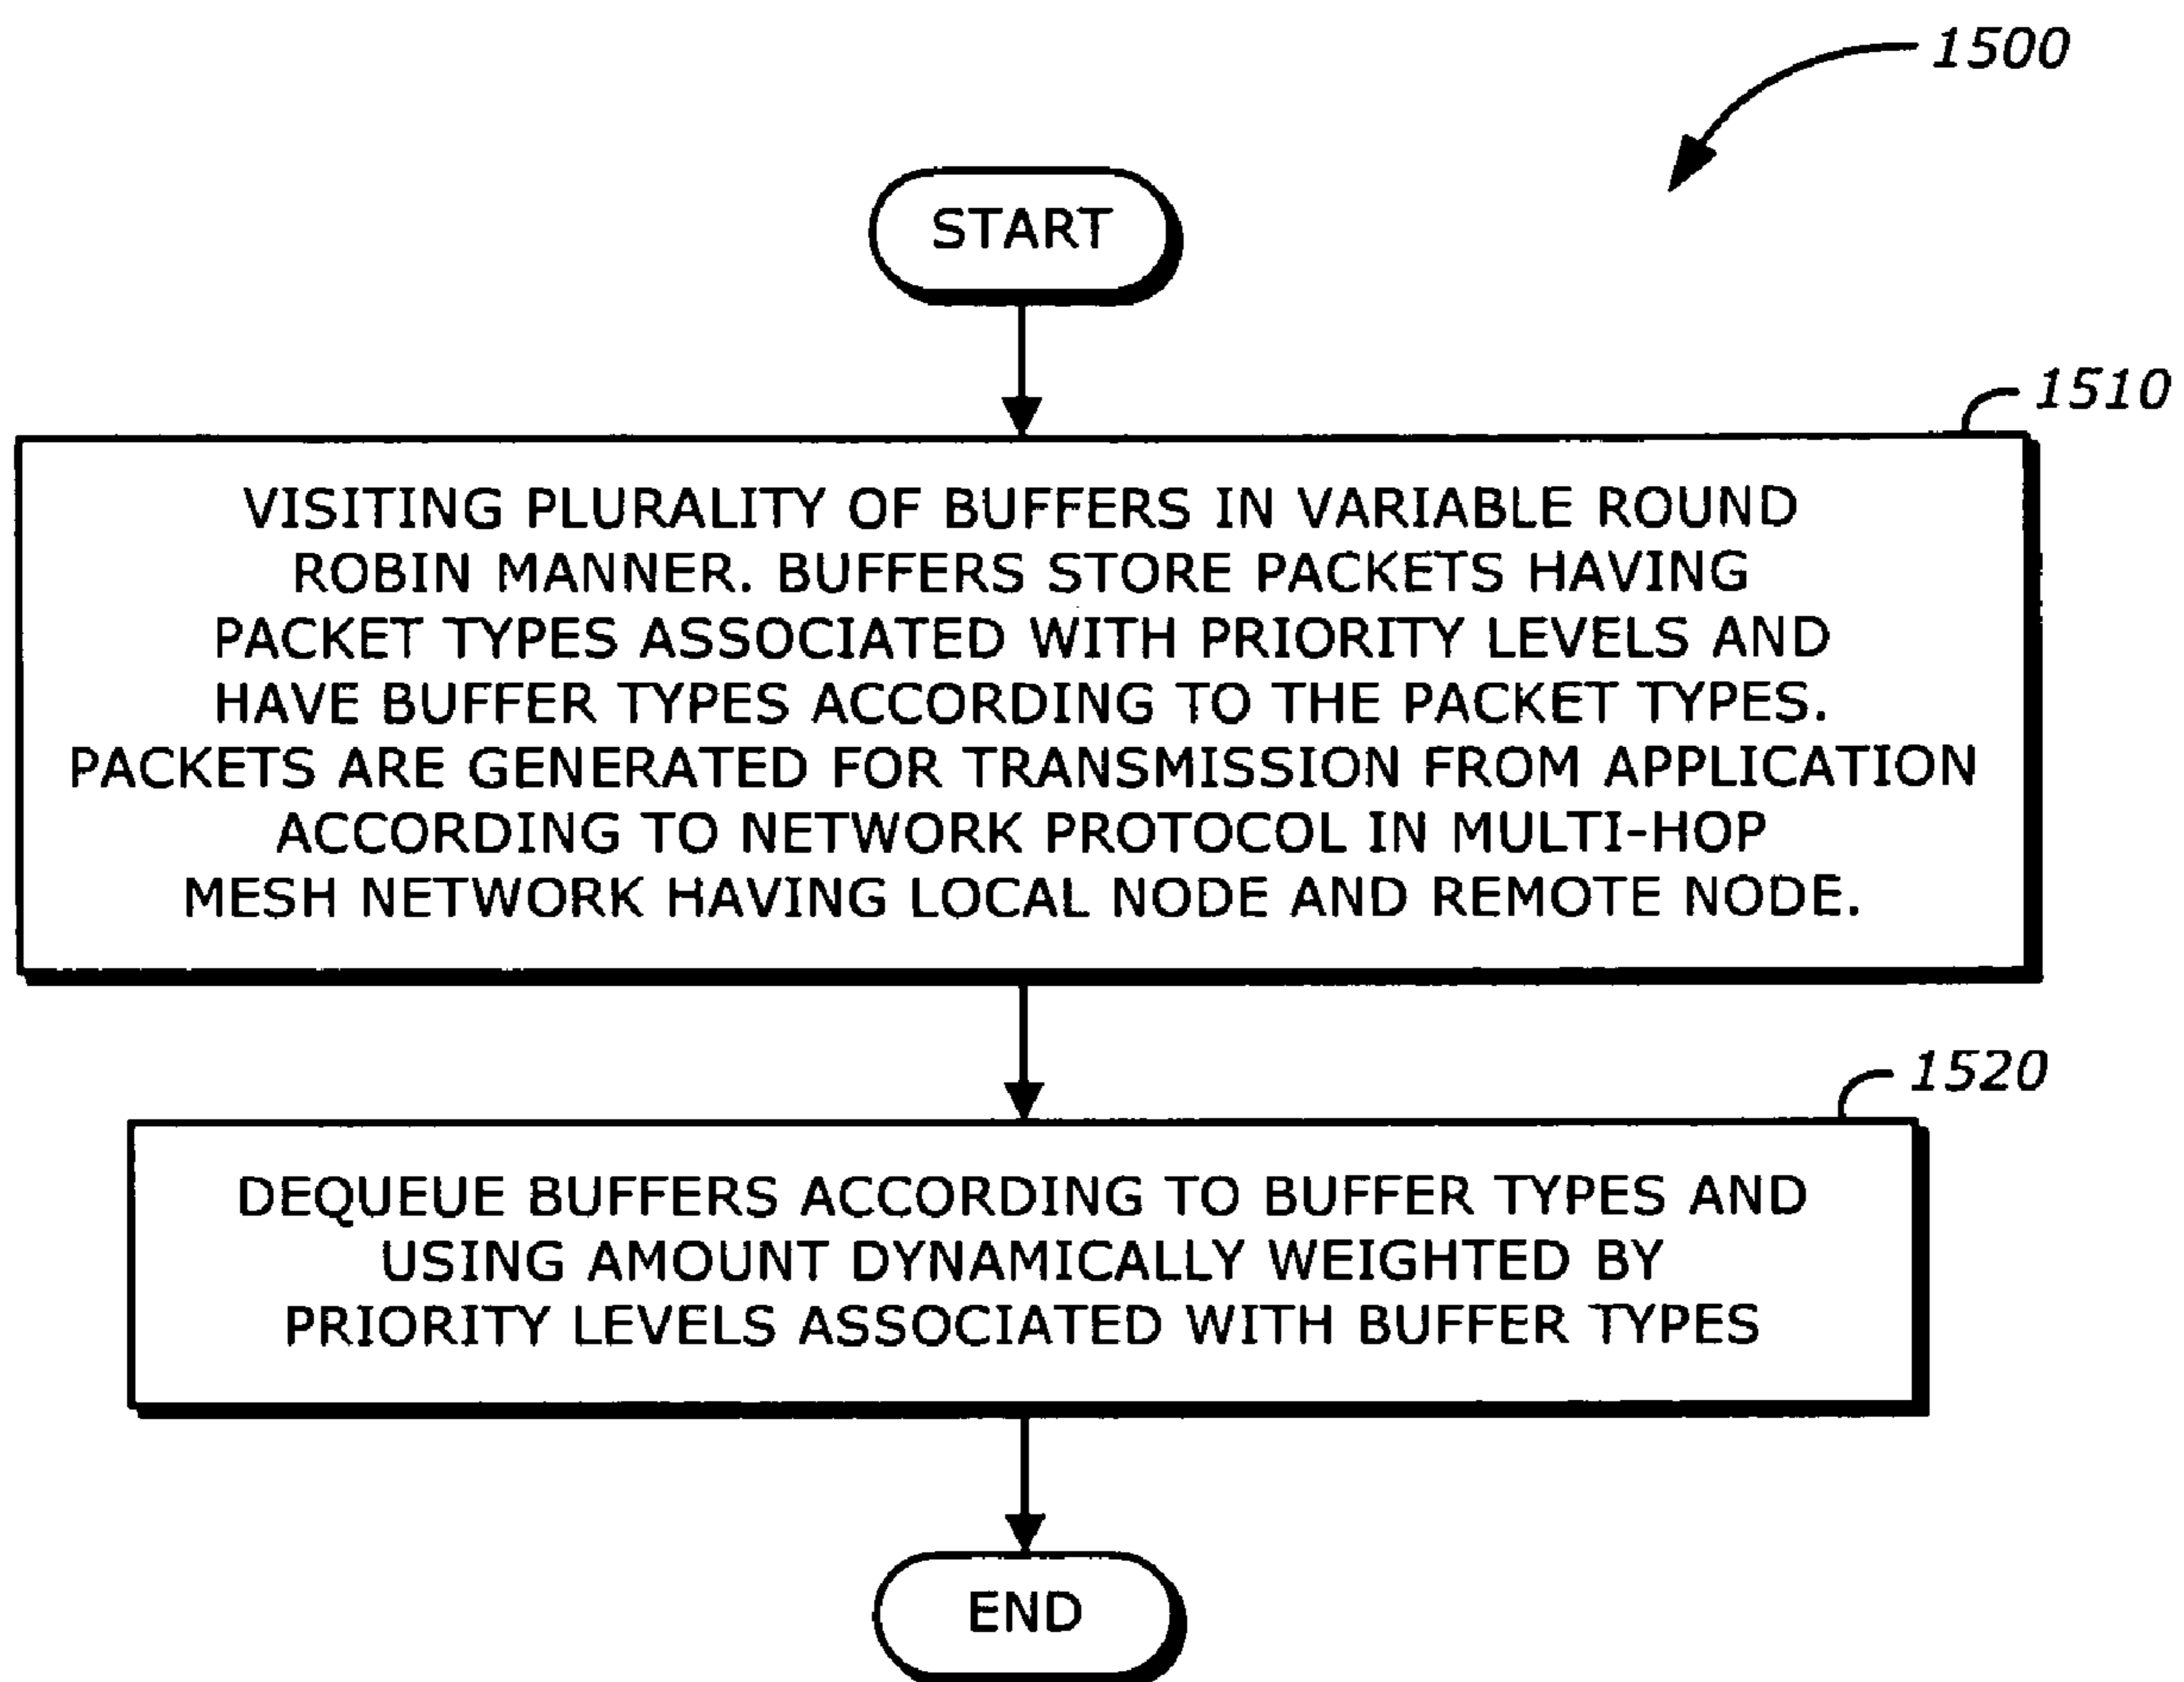 1500
START
1510
VISITING PLURALITY OF BUFFERS IN VARIABLE ROUND
ROBIN MANNER. BUFFERS STORE PACKETS HAVING
PACKET TYPES ASSOCIATED WITH PRIORITY LEVELS AND
HAVE BUFFER TYPES ACCORDING TO THE PACKET TYPES.
PACKETS ARE GENERATED FOR TRANSMISSION FROM APPLICATION
ACCORDING TO NETWORK PROTOCOL IN MULTI-HOP
MESH NETWORK HAVING LOCAL NODE AND REMOTE NODE.
1520
DEQUEUE BUFFERS ACCORDING TO BUFFER TYPES AND
USING AMOUNT DYNAMICALLY WEIGHTED BY
PRIORITY LEVELS ASSOCIATED WITH BUFFER TYPES
END